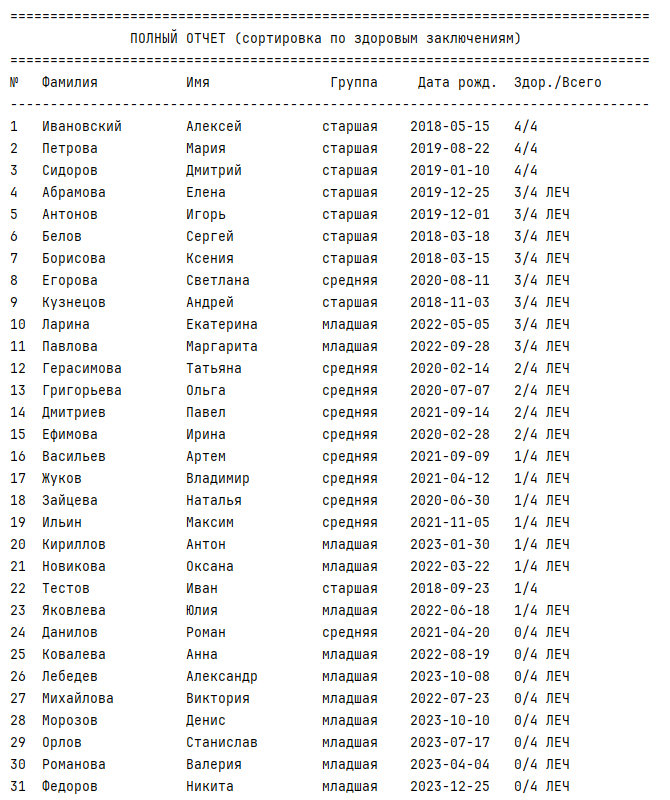 ================================================================================
ПОЛНЫЙ ОТЧЕТ (сортировка по здоровым заключениям)
================================================================================
№ Фамилия Имя Группа Дата рожд. Здор./Всего
--------------------------------------------------------------------------------
1 Ивановский Алексей старшая 2018-05-15 4/4
2 Петрова Мария старшая 2019-08-22 4/4
3 Сидоров Дмитрий старшая 2019-01-10 4/4
4 Абрамова Елена старшая 2019-12-25 3/4 ЛЕЧ
5 Антонов Игорь старшая 2019-12-01 3/4 ЛЕЧ
6 Белов Сергей старшая 2018-03-18 3/4 ЛЕЧ
7 Борисова Ксения старшая 2018-03-15 3/4 ЛЕЧ
8 Егорова Светлана средняя 2020-08-11 3/4 ЛЕЧ
9 Кузнецов Андрей старшая 2018-11-03 3/4 ЛЕЧ
10 Ларина Екатерина младшая 2022-05-05 3/4 ЛЕЧ
11 Павлова Маргарита младшая 2022-09-28 3/4 ЛЕЧ
12 Герасимова Татьяна средняя 2020-02-14 2/4 ЛЕЧ
13 Григорьева Ольга средняя 2020-07-07 2/4 ЛЕЧ
14 Дмитриев Павел средняя 2021-09-14 2/4 ЛЕЧ
15 Ефимова Ирина средняя 2020-02-28 2/4 ЛЕЧ
16 Васильев Артем средняя 2021-09-09 1/4 ЛЕЧ
17 Жуков Владимир средняя 2021-04-12 1/4 ЛЕЧ
18 Зайцева Наталья средняя 2020-06-30 1/4 ЛЕЧ
19 Ильин Максим средняя 2021-11-05 1/4 ЛЕЧ
20 Кириллов Антон младшая 2023-01-30 1/4 ЛЕЧ
21 Новикова Оксана младшая 2022-03-22 1/4 ЛЕЧ
22 Тестов Иван старшая 2018-09-23 1/4
23 Яковлева Юлия младшая 2022-06-18 1/4 ЛЕЧ
24 Данилов Роман средняя 2021-04-20 0/4 ЛЕЧ
25 Ковалева Анна младшая 2022-08-19 0/4 ЛЕЧ
26 Лебедев Александр младшая 2023-10-08 0/4 ЛЕЧ
27 Михайлова Виктория младшая 2022-07-23 0/4 ЛЕЧ
28 Морозов Денис младшая 2023-10-10 0/4 ЛЕЧ
29 Орлов Станислав младшая 2023-07-17 0/4 ЛЕЧ
30 Романова Валерия младшая 2023-04-04 0/4 ЛЕЧ
31 Федоров Никита младшая 2023-12-25 0/4 ЛЕЧ